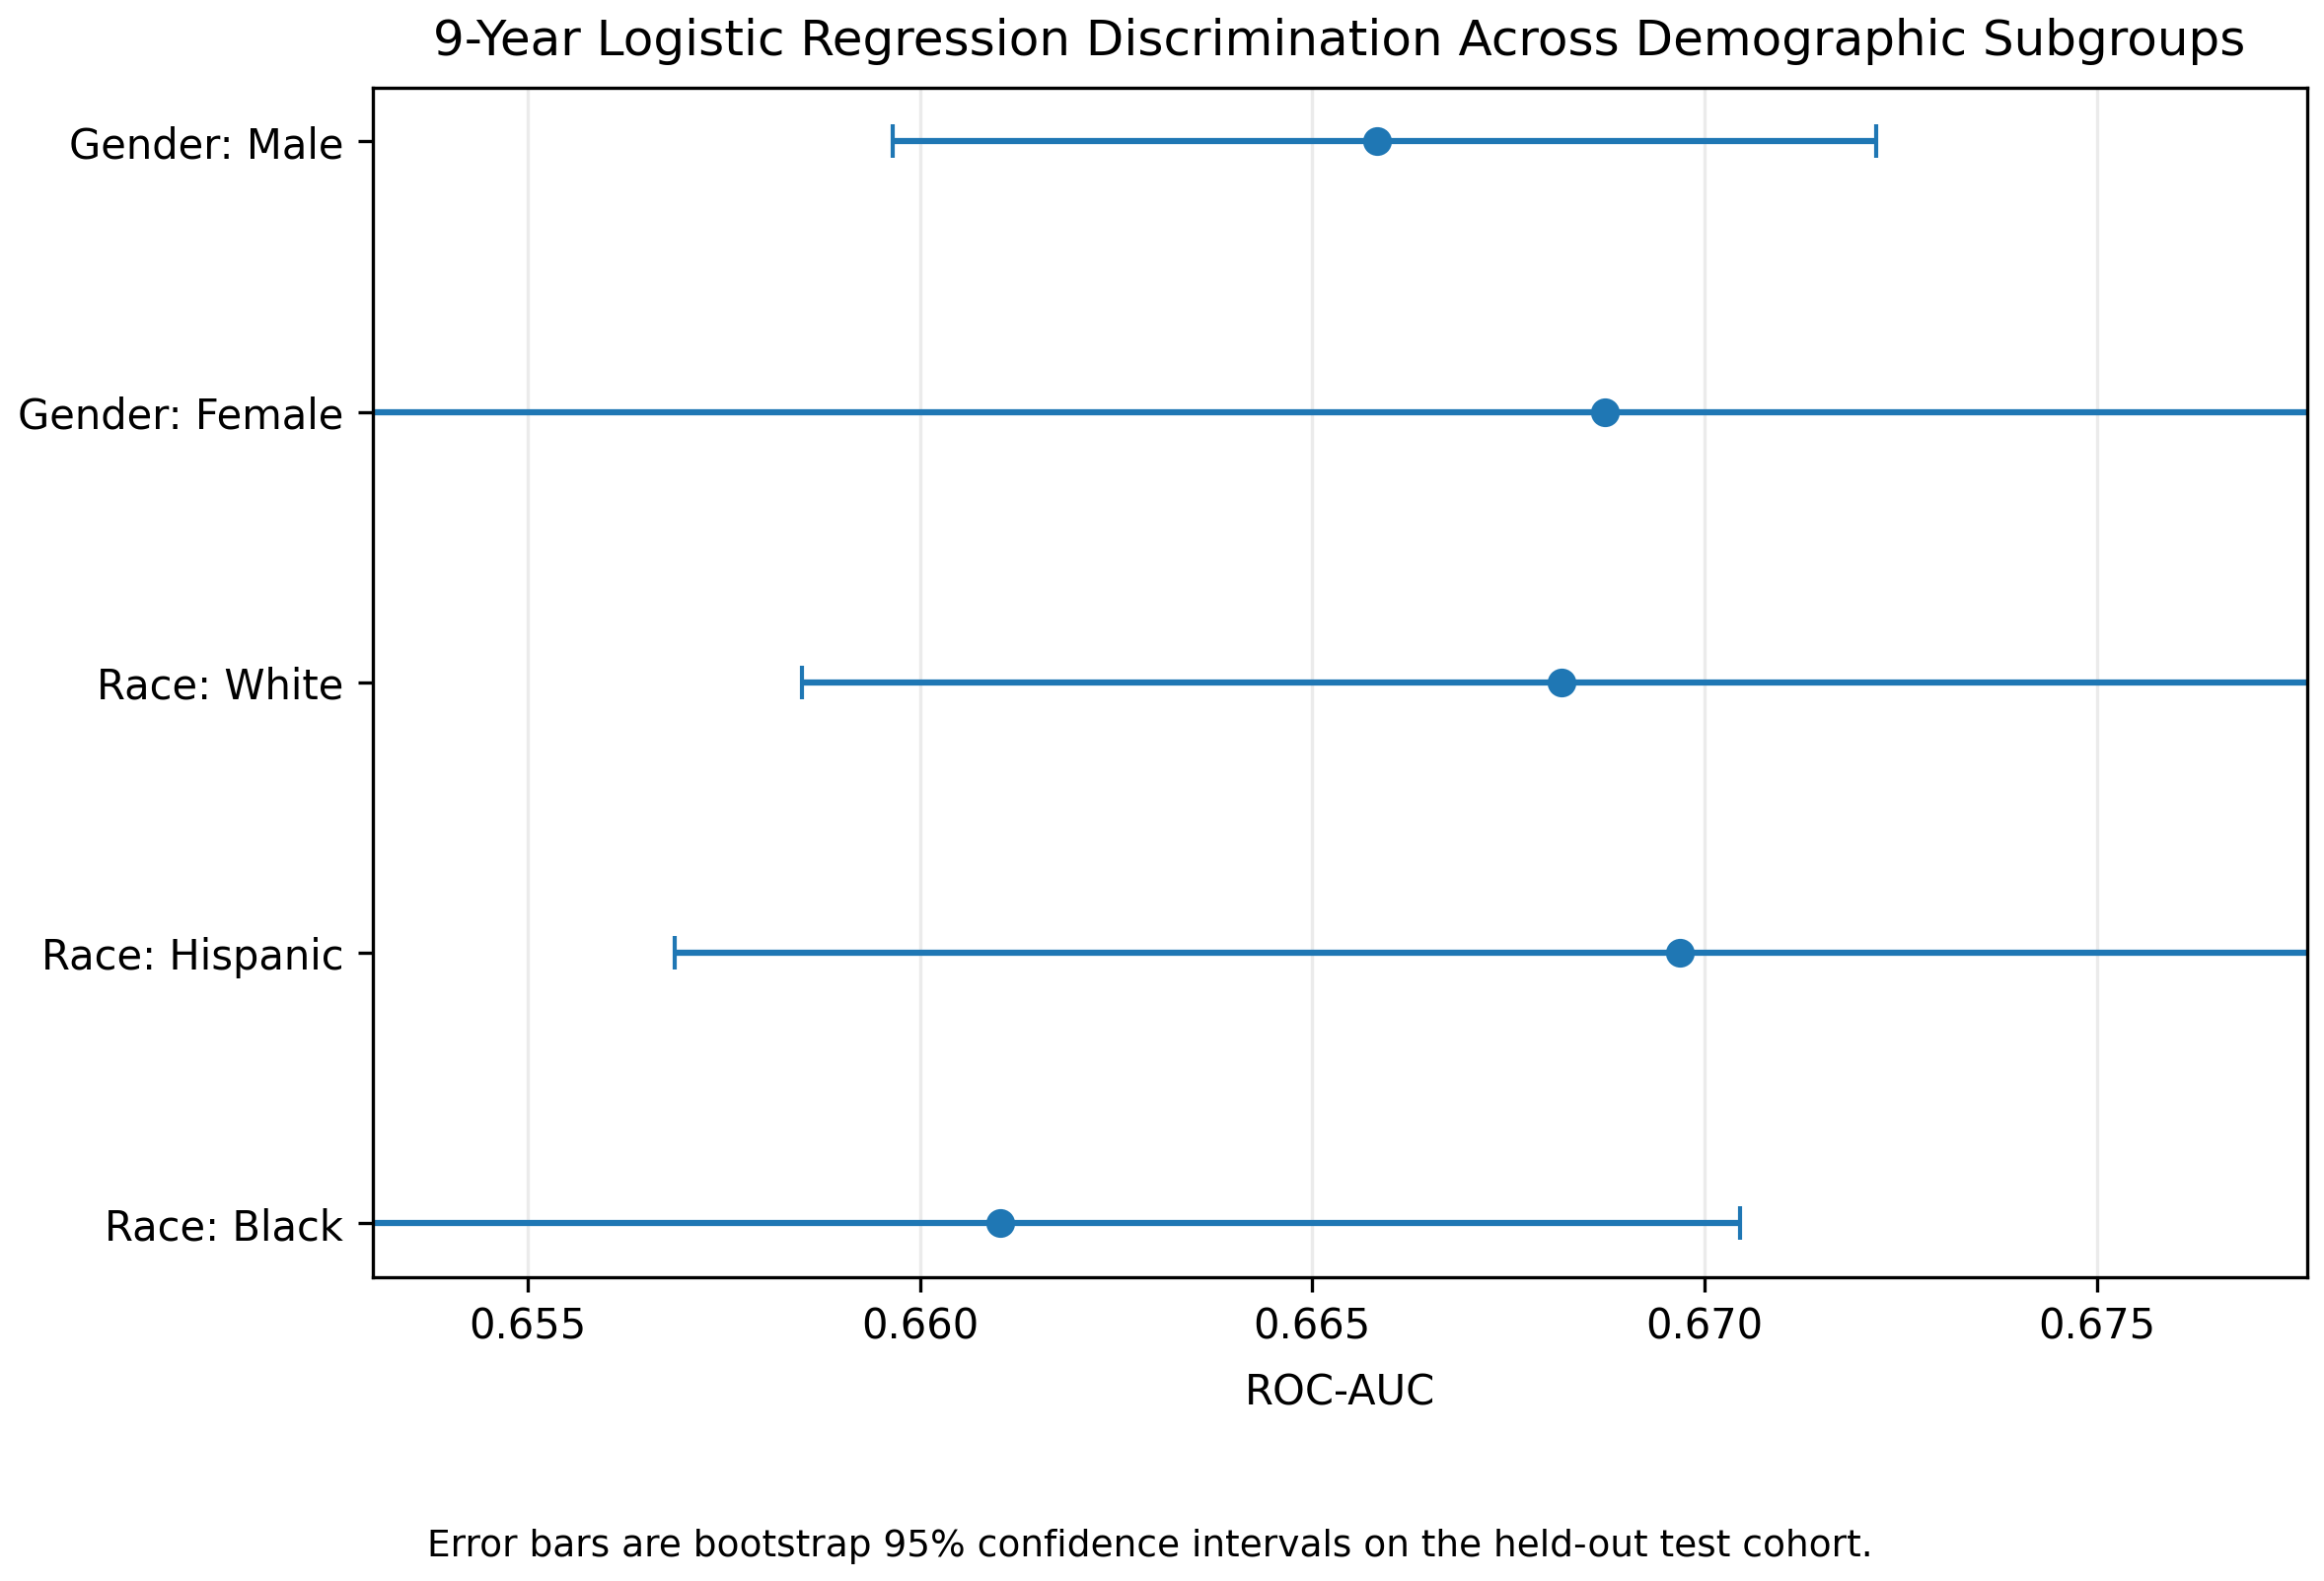 9-Year Logistic Regression Discrimination Across Demographic Subgroups
Gender: Male
Gender: Female
Race: White
Race: Hispanic
Race: Black
0.655 0.660 0.665 0.670 0.675
ROC-AUC
Error bars are bootstrap 95% confidence intervals on the held-out test cohort.